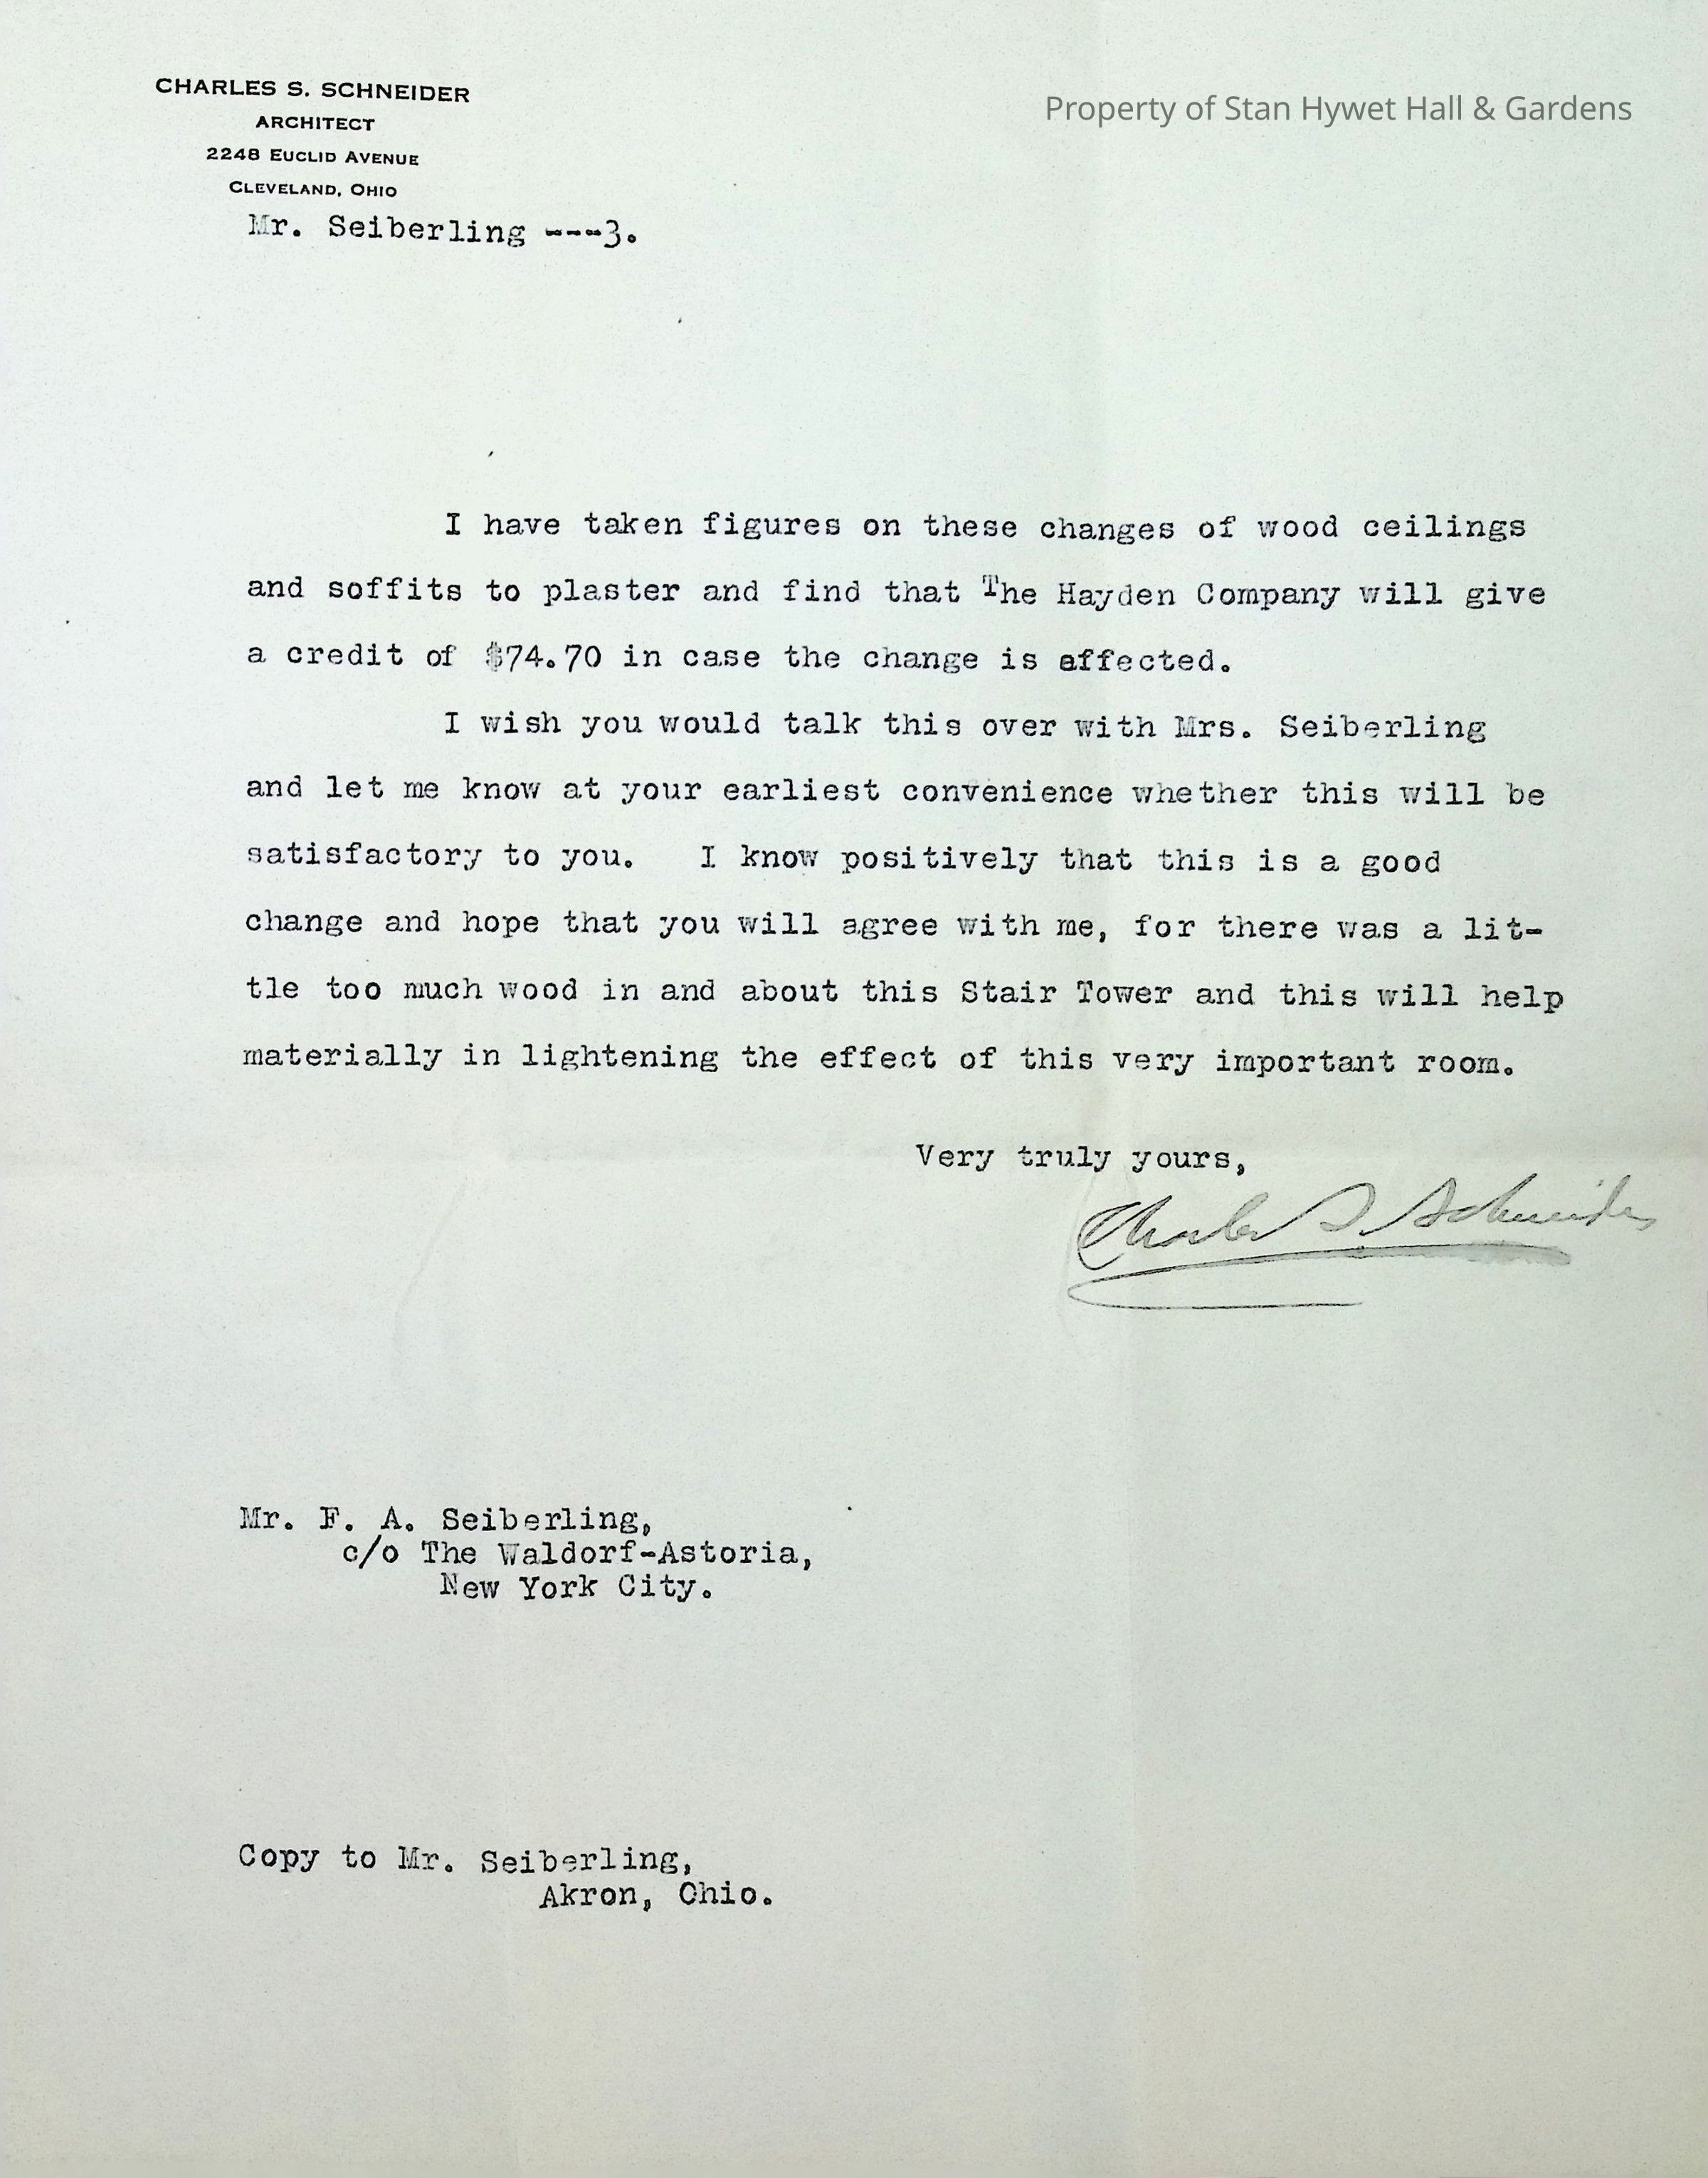 CHARLES S. SCHNEIDER
ARCHITECT
2248 EUCLID AVENUE
CLEVELAND, OHIO
Property of Stan Hywet Hall & Gardens
Mr. Seiberling ---3.
I have taken figures on these changes of wood ceilings
and soffits to plaster and find that The Hayden Company will give
a credit of $74.70 in case the change is affected.
I wish you would talk this over with Mrs. Seiberling
and let me know at your earliest convenience whether this will be
satisfactory to you. I know positively that this is a good
change and hope that you will agree with me, for there was a lit-
tle too much wood in and about this Stair Tower and this will help
materially in lightening the effect of this very important room.
Very truly yours,
Charles S. Schneider
Mr. F. A. Seiberling,
c/o The Waldorf-Astoria,
New York City.
Copy to Mr. Seiberling,
Akron, Ohio.